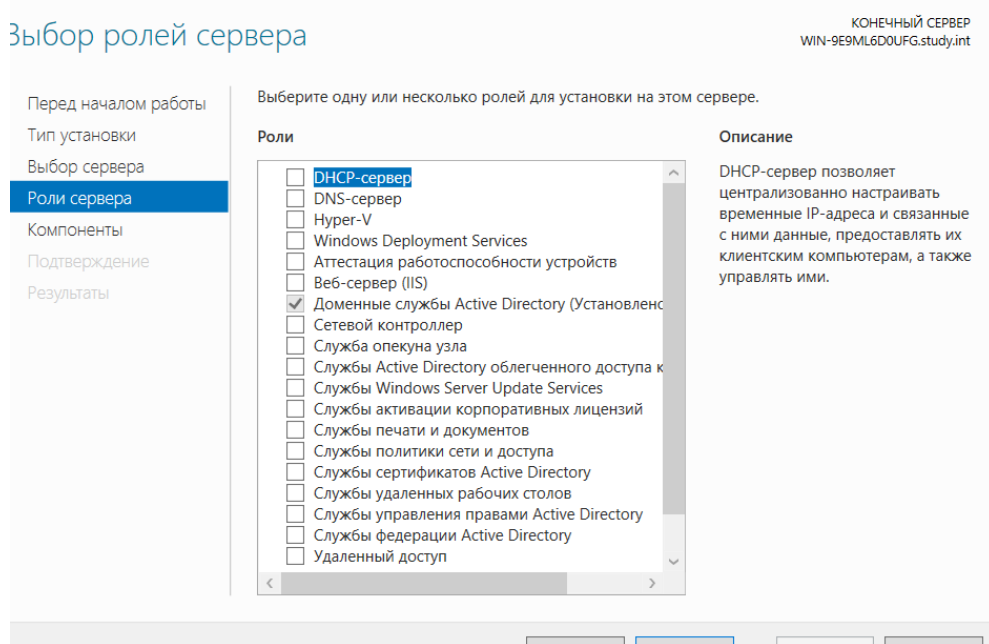 Выбор ролей сервера
КОНЕЧНЫЙ СЕРВЕР
WIN-9E9ML6D0UFG.study.int
Перед началом работы
Тип установки
Выбор сервера
Роли сервера
Компоненты
Подтверждение
Результаты
Выберите одну или несколько ролей для установки на этом сервере.
Роли
DHCP-сервер
DNS-сервер
Hyper-V
Windows Deployment Services
Аттестация работоспособности устройств
Веб-сервер (IIS)
Доменные службы Active Directory (Установлено
Сетевой контроллер
Служба опекуна узла
Службы Active Directory облегченного доступа к
Службы Windows Server Update Services
Службы активации корпоративных лицензий
Службы печати и документов
Службы политики сети и доступа
Службы сертификатов Active Directory
Службы удаленных рабочих столов
Службы управления правами Active Directory
Службы федерации Active Directory
Удаленный доступ
Описание
DHCP-сервер позволяет
централизованно настраивать
временные IP-адреса и связанные
с ними данные, предоставлять их
клиентским компьютерам, а также
управлять ими.